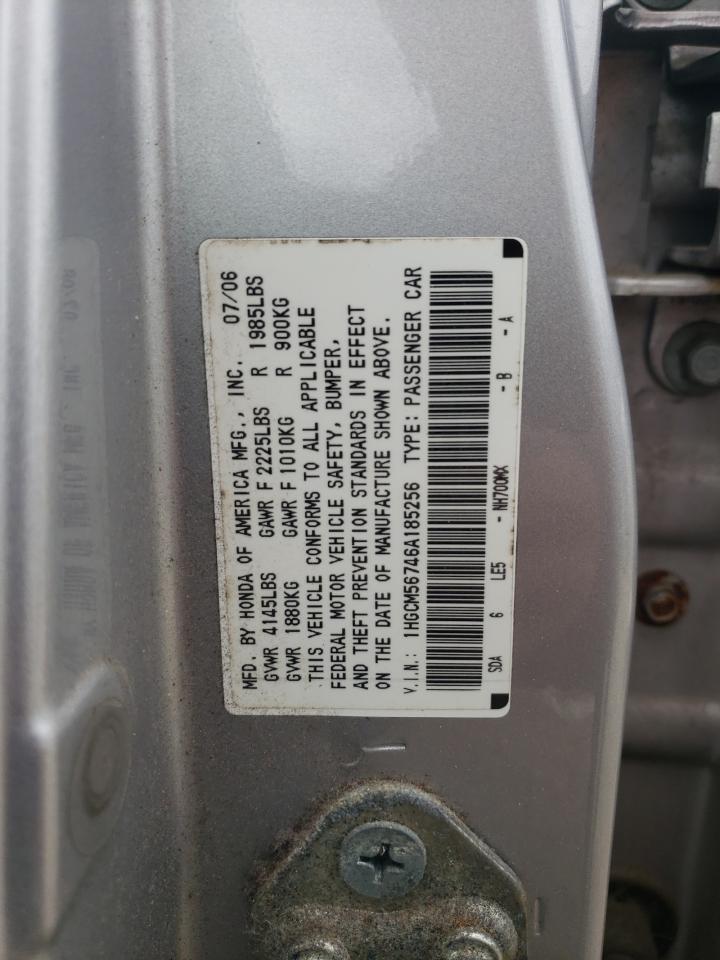 MFD. BY HONDA OF AMERICA MFG., INC. 07/06
GVWR 4145LBS GAWR F 2225LBS R 1985LBS
GVWR 1880KG GAWR F 1010KG R 900KG
THIS VEHICLE CONFORMS TO ALL APPLICABLE
FEDERAL MOTOR VEHICLE SAFETY, BUMPER,
AND THEFT PREVENTION STANDARDS IN EFFECT
ON THE DATE OF MANUFACTURE SHOWN ABOVE.
V.I.N.: 1HGCM56746A185256 TYPE: PASSENGER CAR
SDA 6 LE5 - NH700MX - B - A